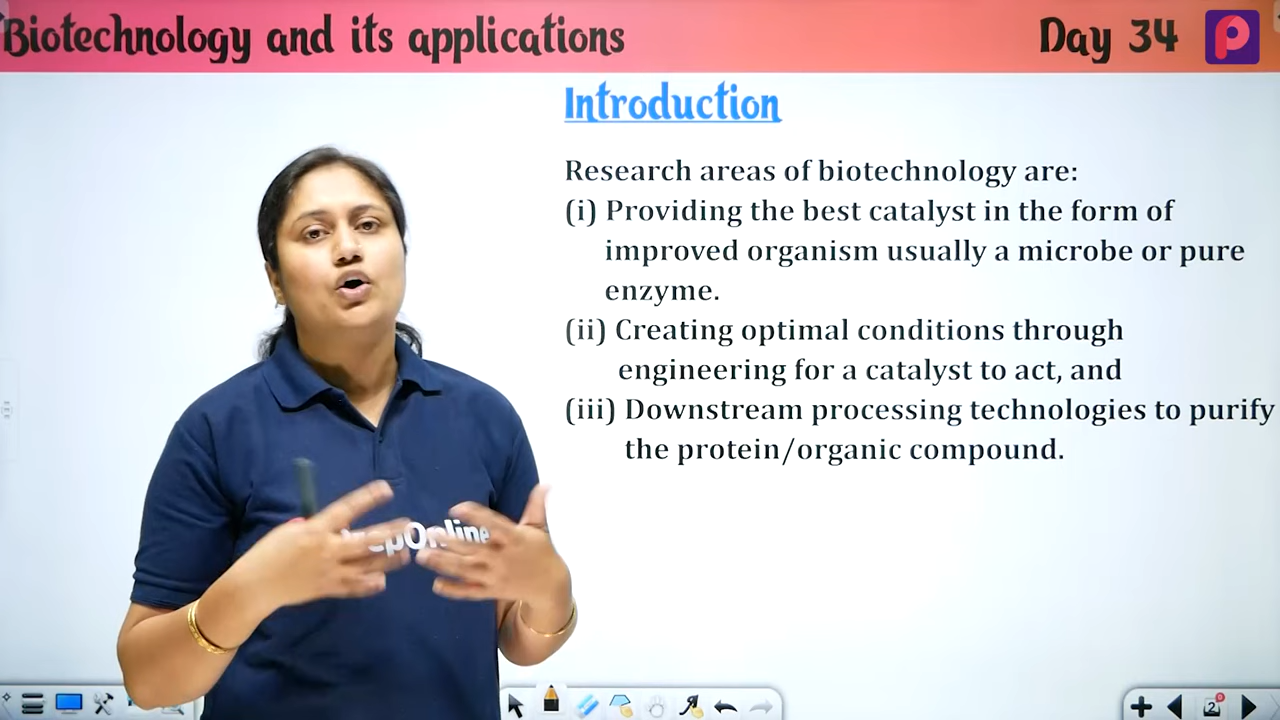 Biotechnology and its applications
Day 34
Introduction
Research areas of biotechnology are:
(i) Providing the best catalyst in the form of
improved organism usually a microbe or pure
enzyme.
(ii) Creating optimal conditions through
engineering for a catalyst to act, and
(iii) Downstream processing technologies to purify
the protein/organic compound.
2